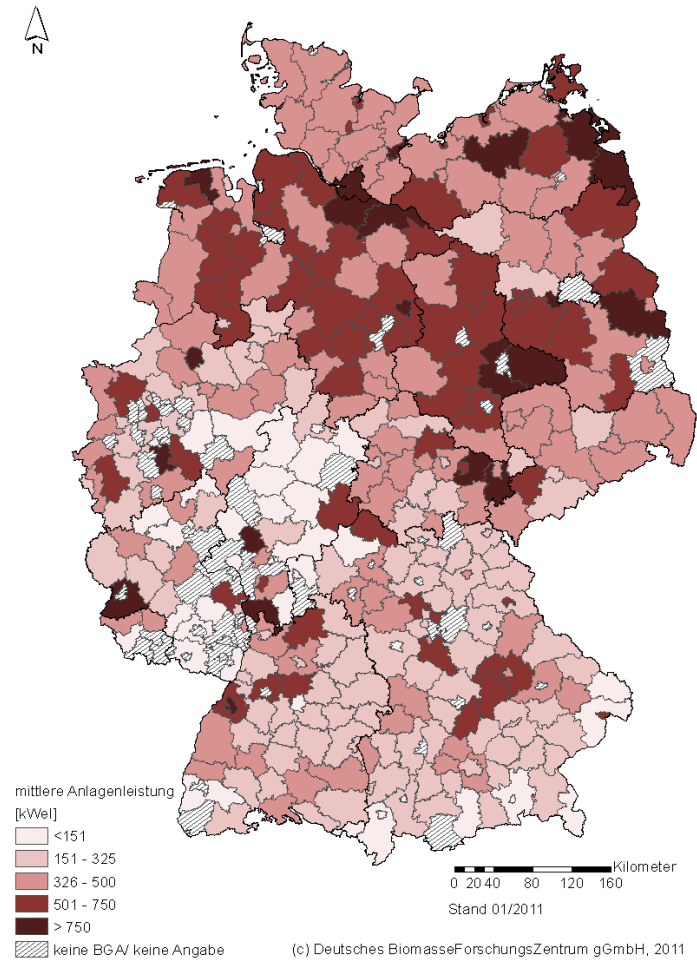 N
mittlere Anlagenleistung
[kWel]
<151
151 - 325
326 - 500
501 - 750
> 750
keine BGA/ keine Angabe
Kilometer
0 20 40 80 120 160
Stand 01/2011
(c) Deutsches BiomasseForschungsZentrum gGmbH, 2011